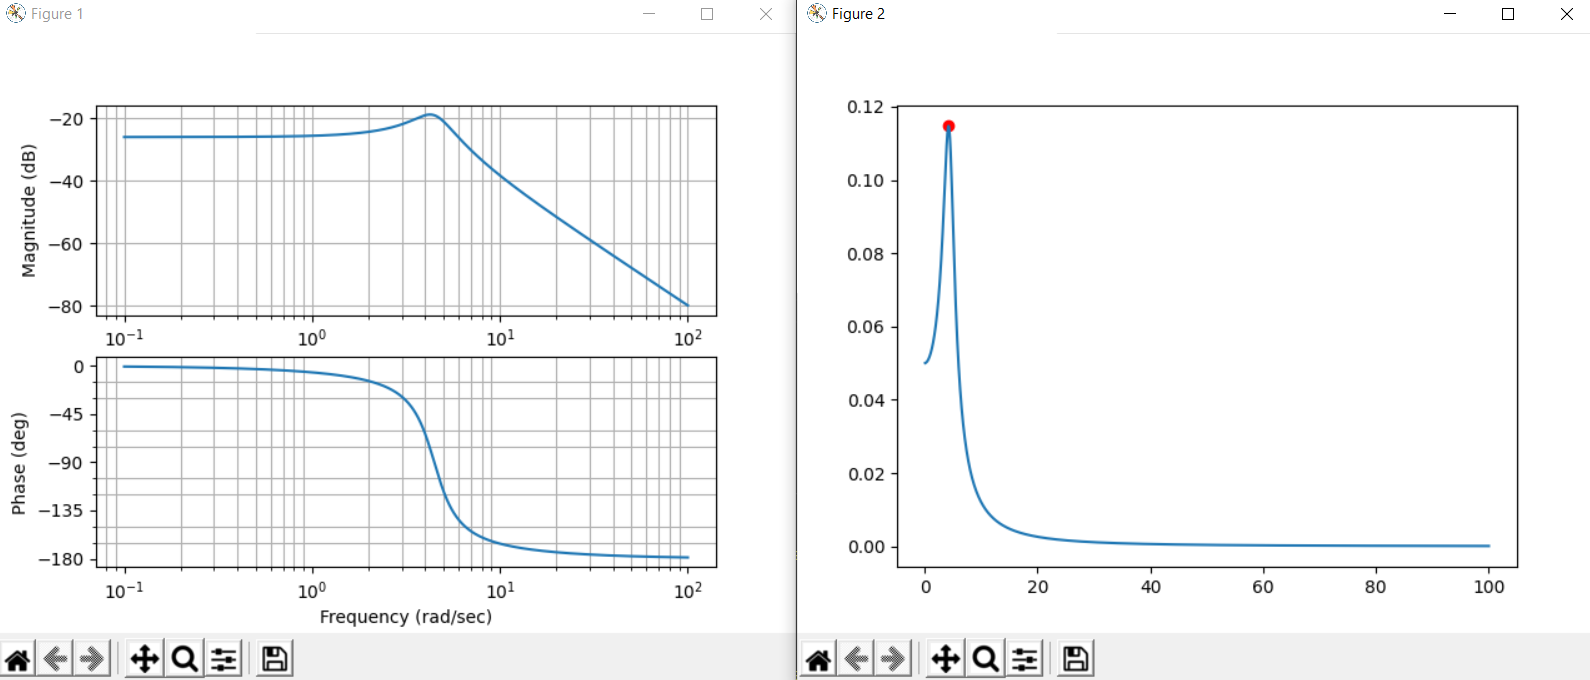 Figure 1
Magnitude (dB)
−20
−40
−60
−80
10⁻¹ 10⁰ 10¹ 10²
Phase (deg)
0
−45
−90
−135
−180
10⁻¹ 10⁰ 10¹ 10²
Frequency (rad/sec)
Figure 2
0.12
0.10
0.08
0.06
0.04
0.02
0.00
0 20 40 60 80 100